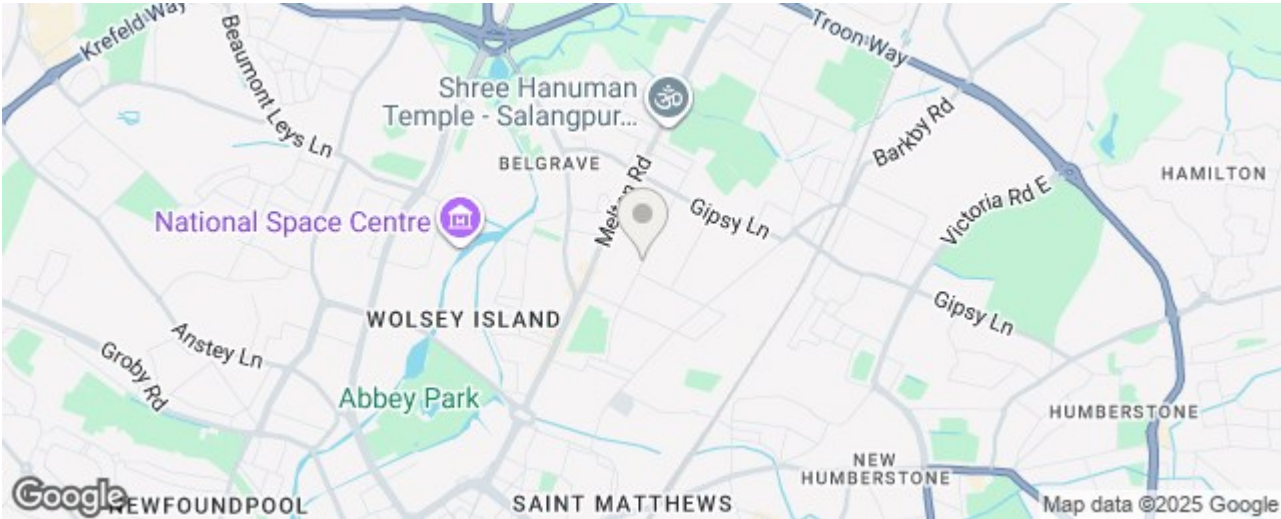 Krefeld Way
Beaumont Leys Ln
Troon Way
Shree Hanuman
Temple - Salangpur...
BELGRAVE
Melton Rd
Barkby Rd
HAMILTON
Victoria Rd E
National Space Centre
Gipsy Ln
WOLSEY ISLAND
Gipsy Ln
Anstey Ln
Groby Rd
Abbey Park
HUMBERSTONE
NEW
HUMBERSTONE
Google
NEWFOUNDPOOL
SAINT MATTHEWS
Map data ©2025 Google